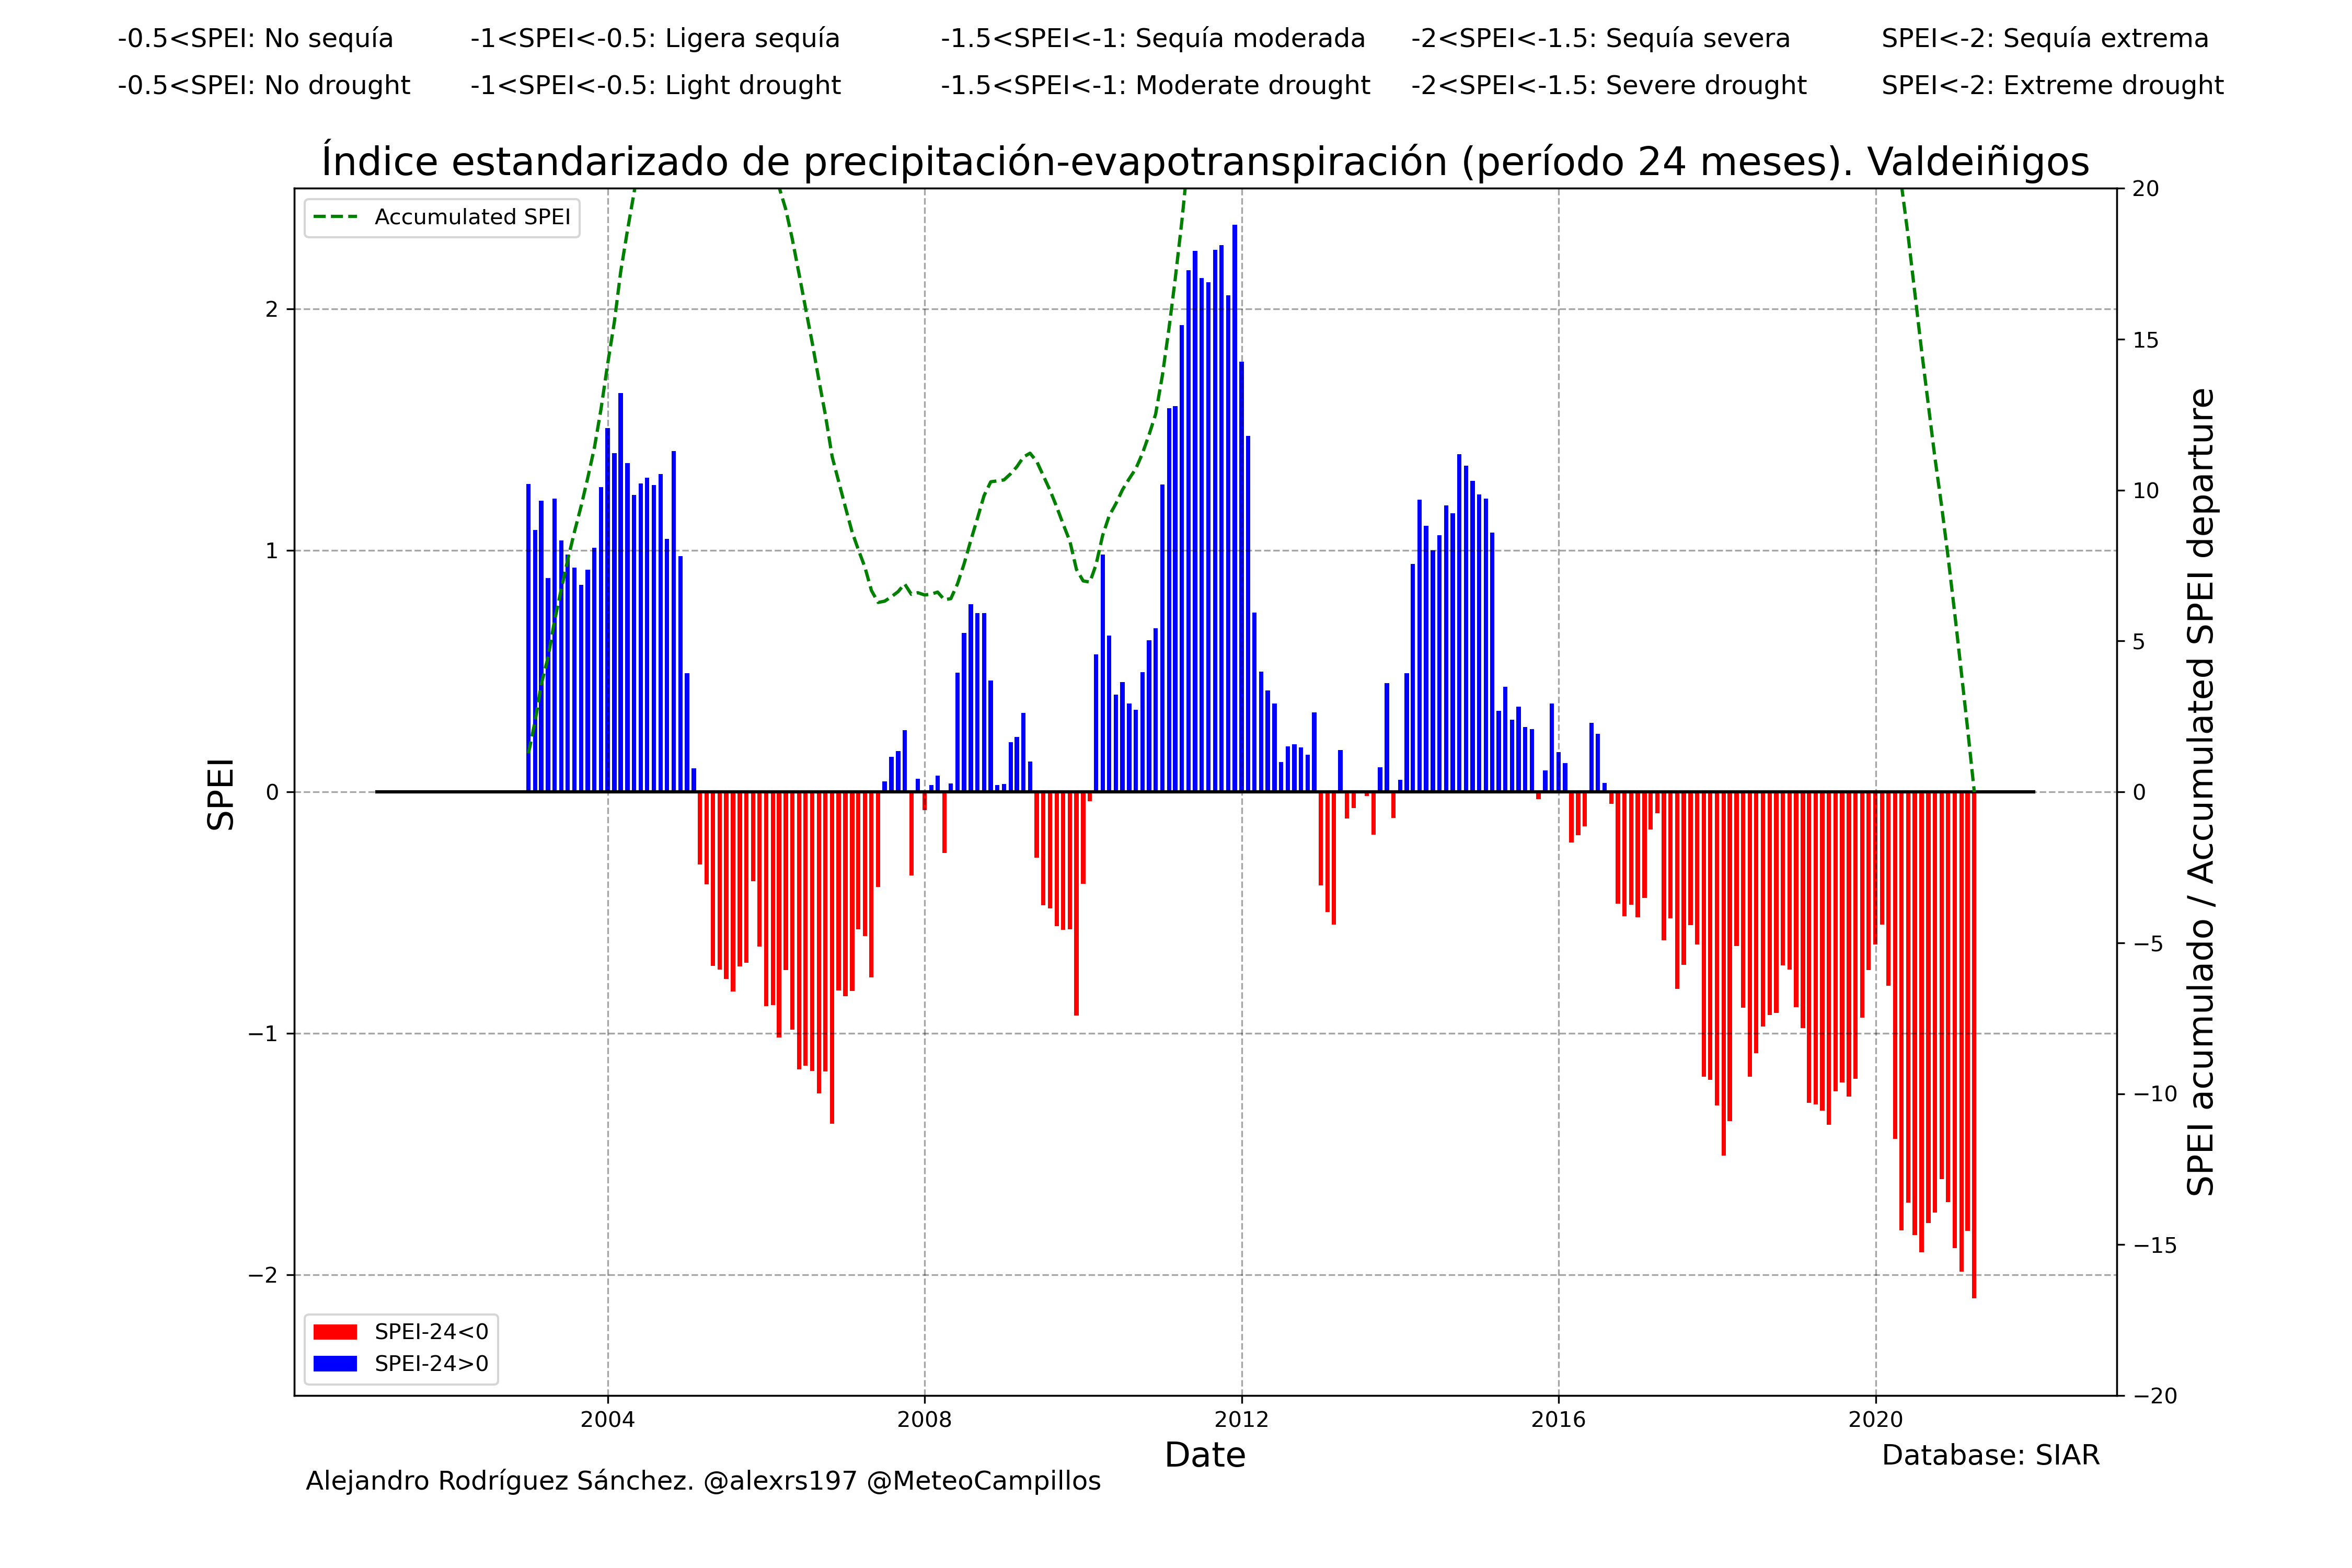 -0.5<SPEI: No sequía -1<SPEI<-0.5: Ligera sequía -1.5<SPEI<-1: Sequía moderada -2<SPEI<-1.5: Sequía severa SPEI<-2: Sequía extrema
-0.5<SPEI: No drought -1<SPEI<-0.5: Light drought -1.5<SPEI<-1: Moderate drought -2<SPEI<-1.5: Severe drought SPEI<-2: Extreme drought
Índice estandarizado de precipitación-evapotranspiración (período 24 meses). Valdeiñigos
Accumulated SPEI
SPEI
2
1
0
−1
−2
20
15
10
5
0
−5
−10
−15
−20
SPEI acumulado / Accumulated SPEI departure
SPEI-24<0
SPEI-24>0
2004 2008 2012 2016 2020
Date
Database: SIAR
Alejandro Rodríguez Sánchez. @alexrs197 @MeteoCampillos